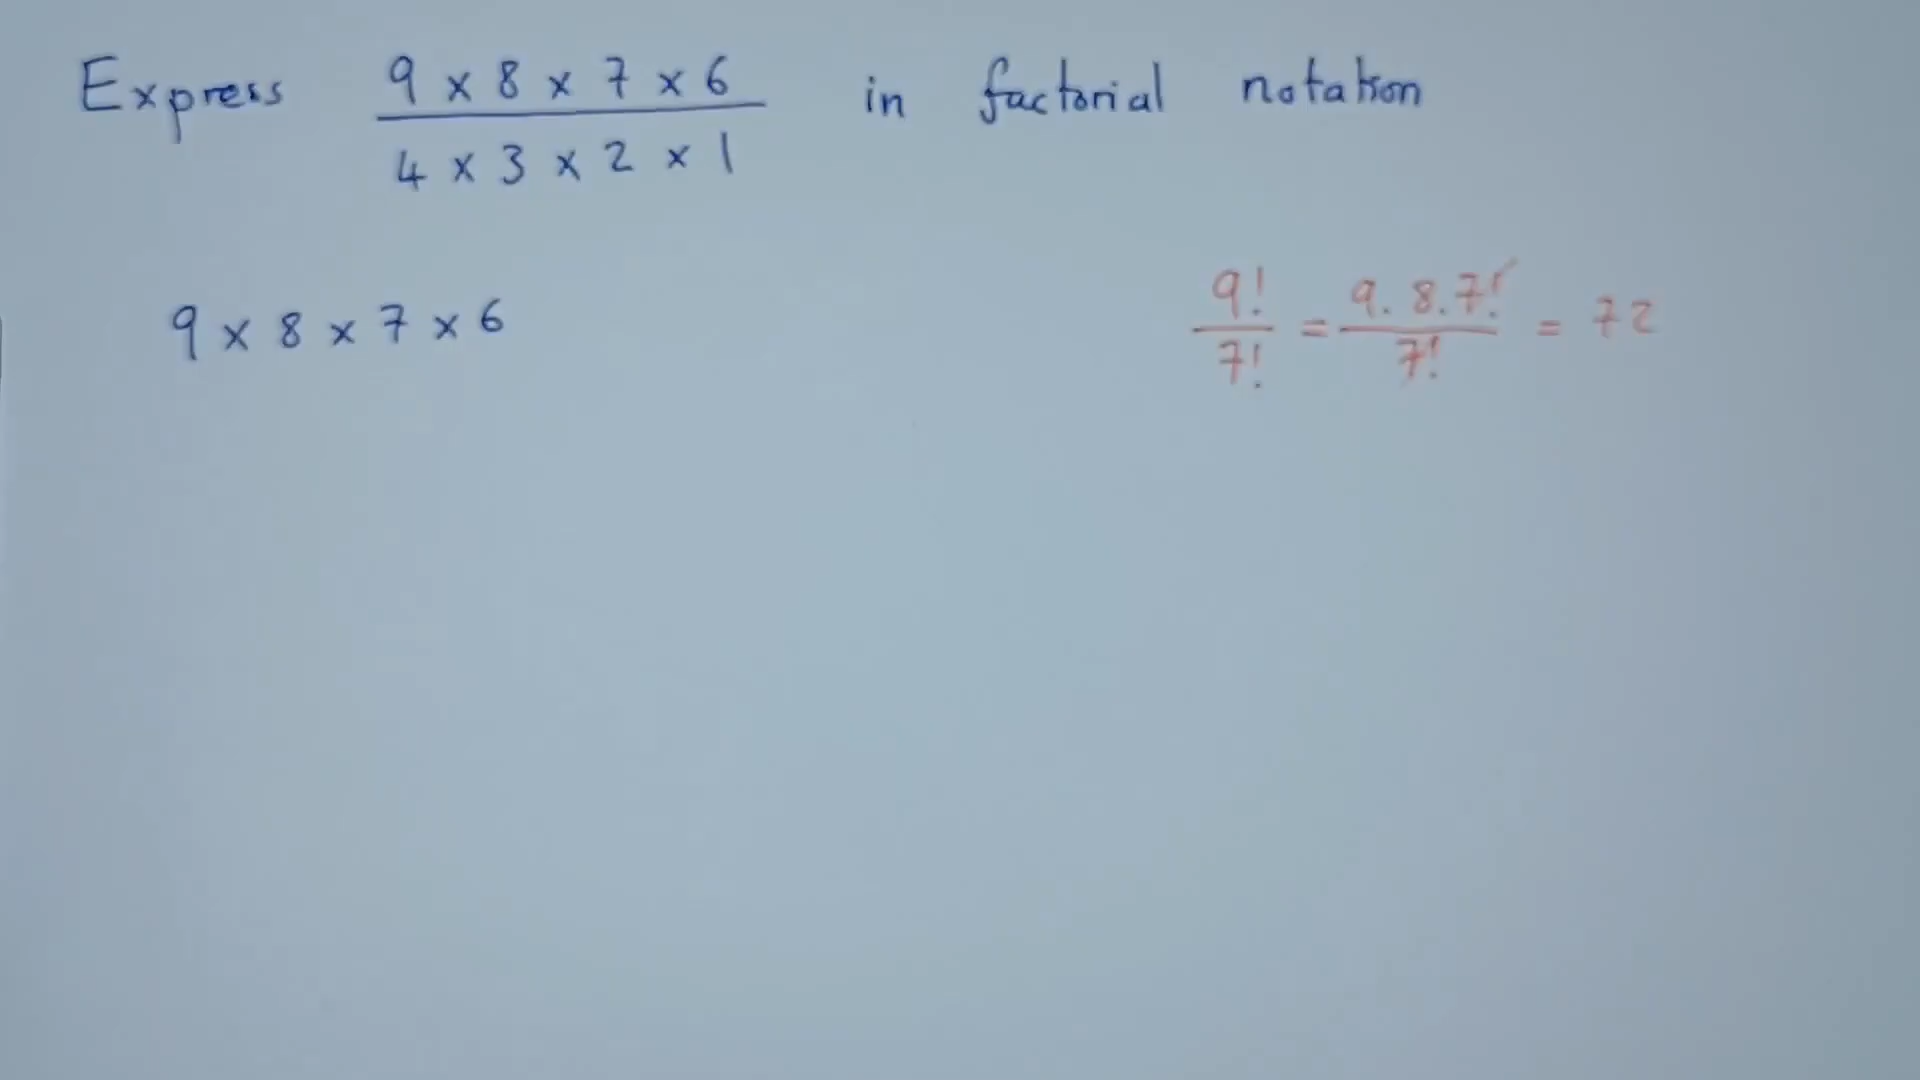 Express 9 x 8 x 7 x 6 / 4 x 3 x 2 x 1 in factorial notation
9 x 8 x 7 x 6
9! / 7! = 9. 8. 7! / 7! = 72